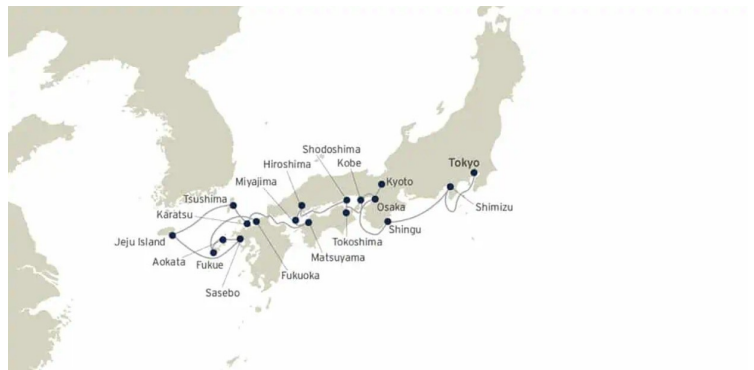 Shodoshima
Hiroshima
Kobe
Tokyo
Miyajima
Kyoto
Tsushima
Karatsu
Osaka
Shimizu
Shingu
Jeju Island
Tokoshima
Matsuyama
Aokata
Fukue
Fukuoka
Sasebo